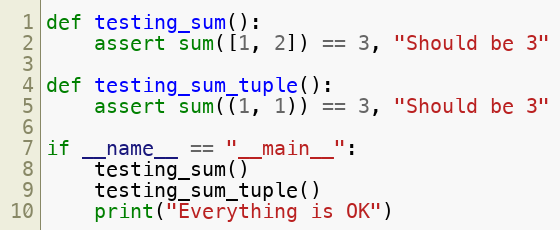 1 def testing_sum():
2     assert sum([1, 2]) == 3, "Should be 3"
3
4 def testing_sum_tuple():
5     assert sum((1, 1)) == 3, "Should be 3"
6
7 if __name__ == "__main__":
8     testing_sum()
9     testing_sum_tuple()
10     print("Everything is OK")